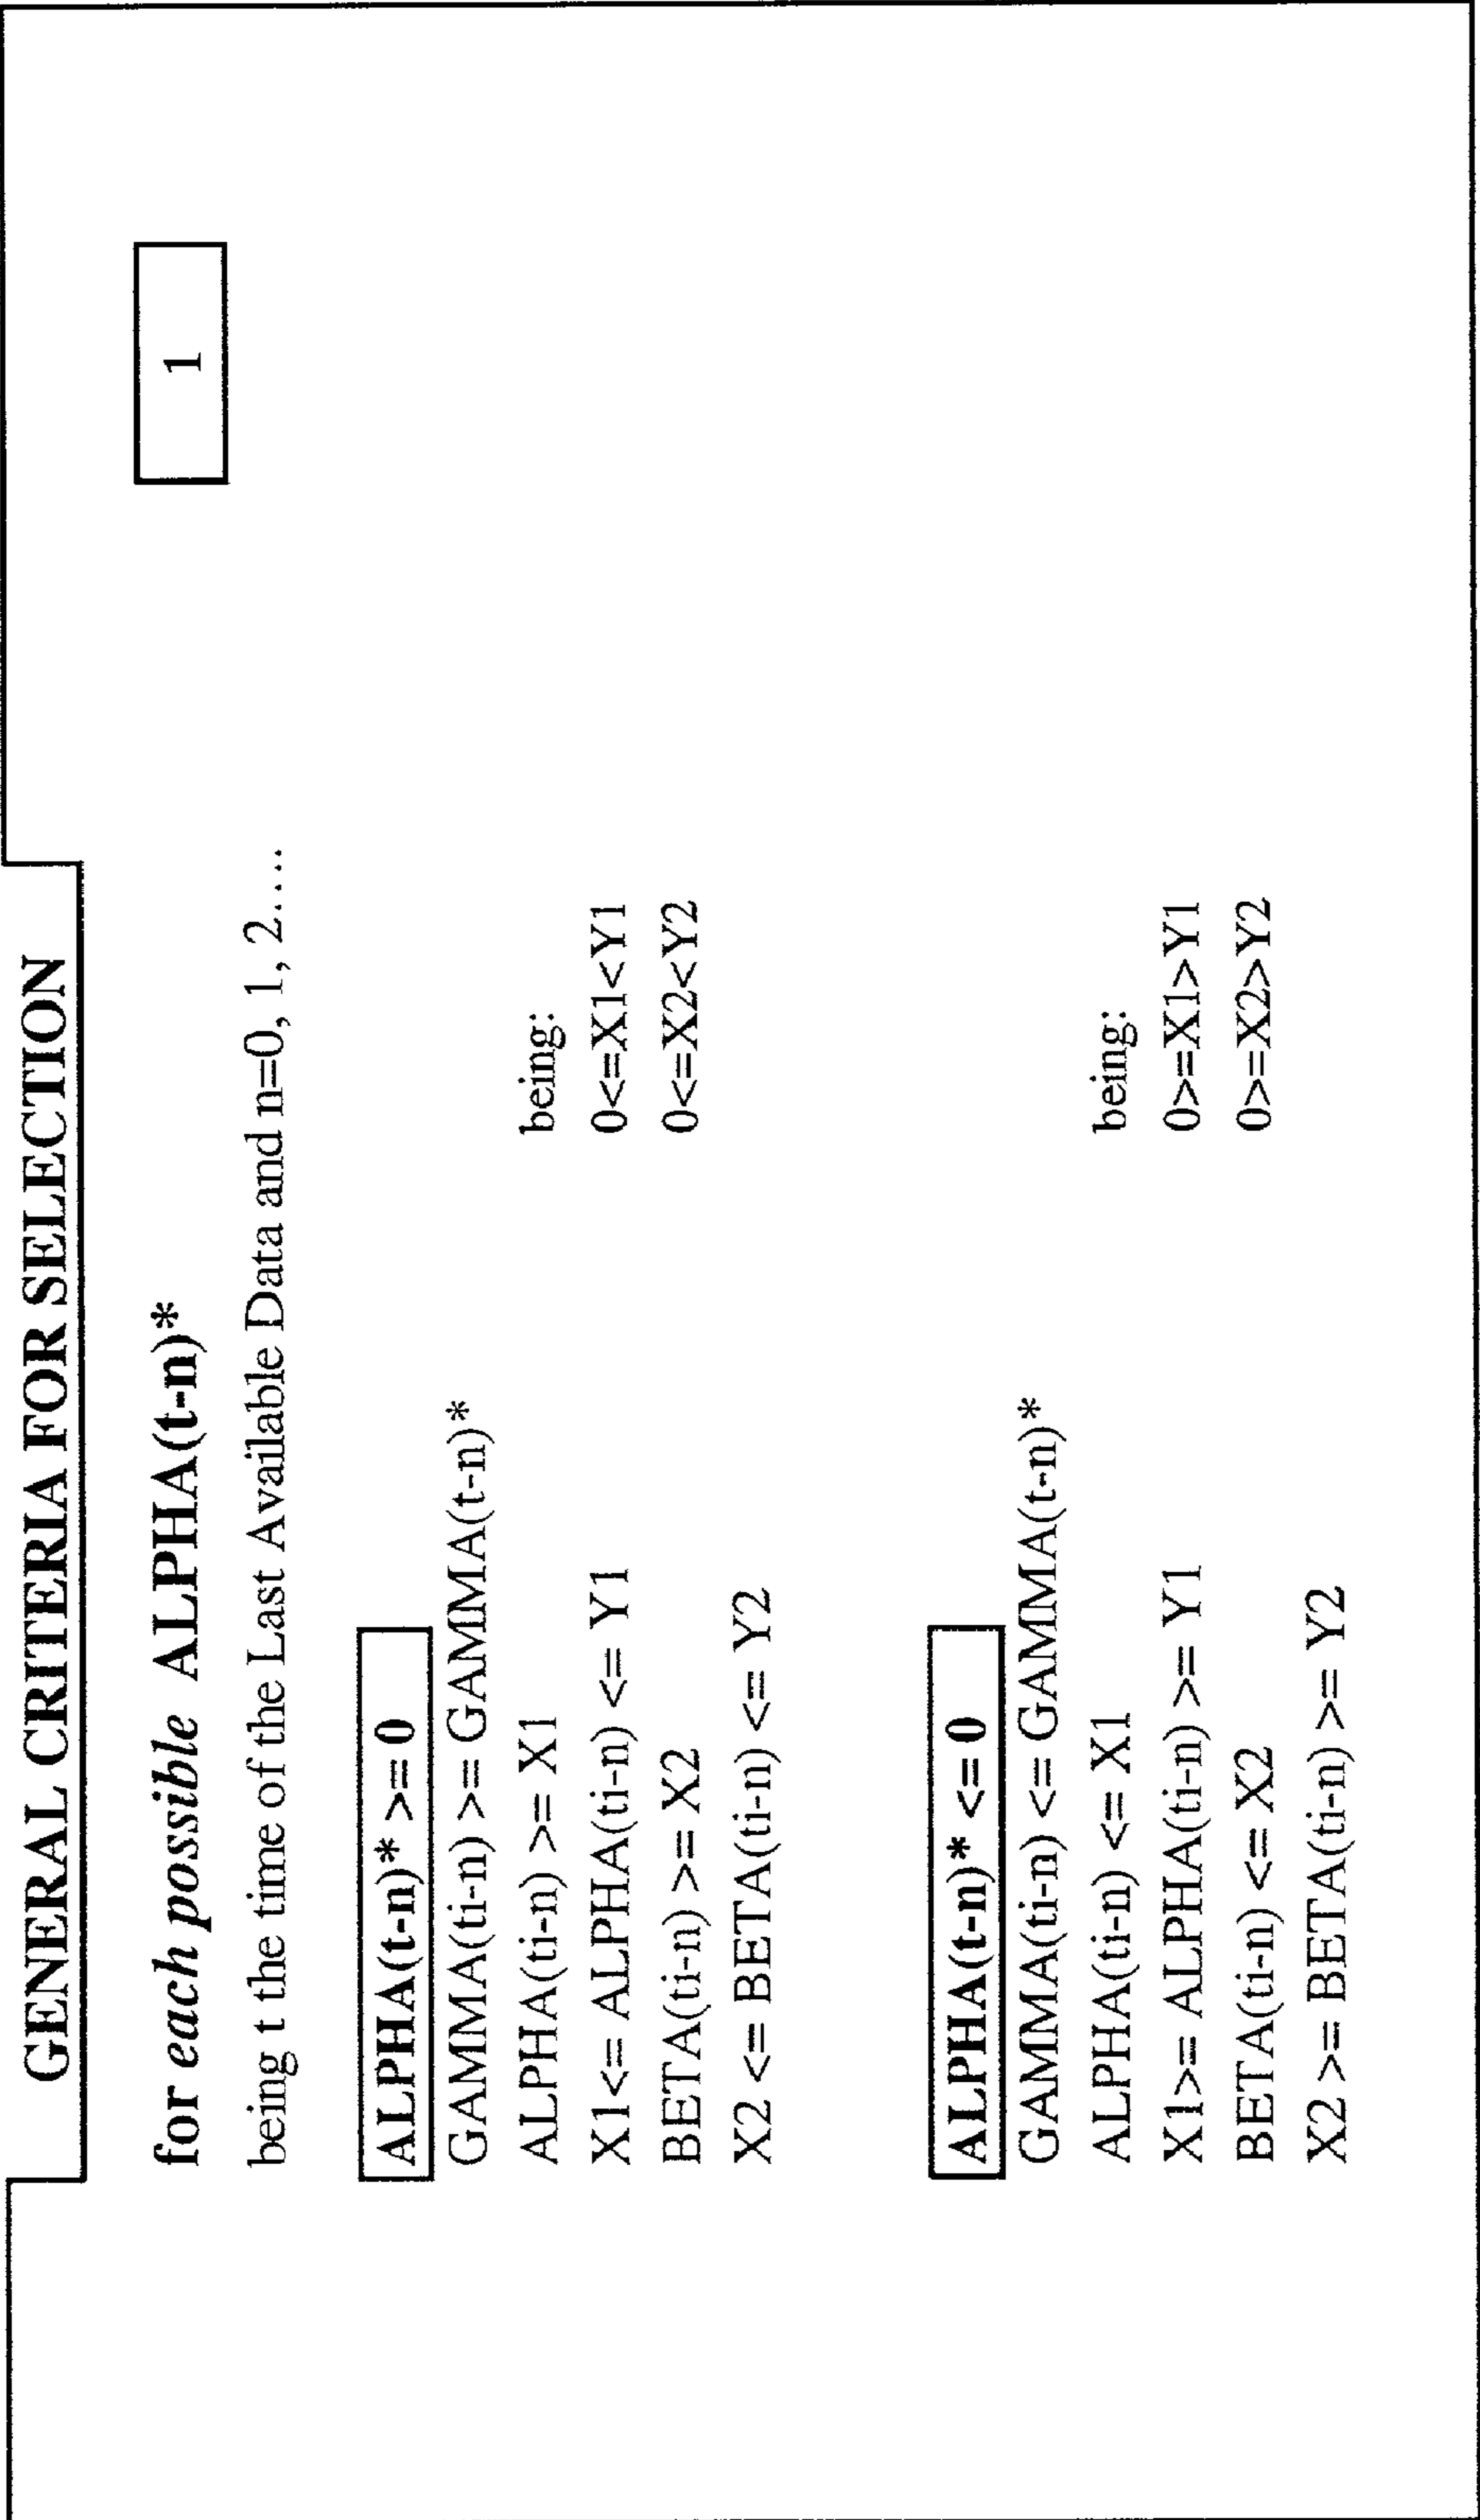 GENERAL CRITERIA FOR SELECTION
1
for each possible ALPHA(t-n)*
being t the time of the Last Available Data and n=0, 1, 2....
ALPHA(t-n)* >= 0
GAMMA(ti-n) >= GAMMA(t-n)*
ALPHA(ti-n) >= X1 being:
X1<= ALPHA(ti-n) <= Y1 0<=X1<Y1
BETA(ti-n) >= X2 0<=X2<Y2
X2 <= BETA(ti-n) <= Y2
ALPHA(t-n)* <= 0
GAMMA(ti-n) <= GAMMA(t-n)*
ALPHA(ti-n) <= X1 being:
X1>= ALPHA(ti-n) >= Y1 0>=X1>Y1
BETA(ti-n) <= X2 0>=X2>Y2
X2 >= BETA(ti-n) >= Y2